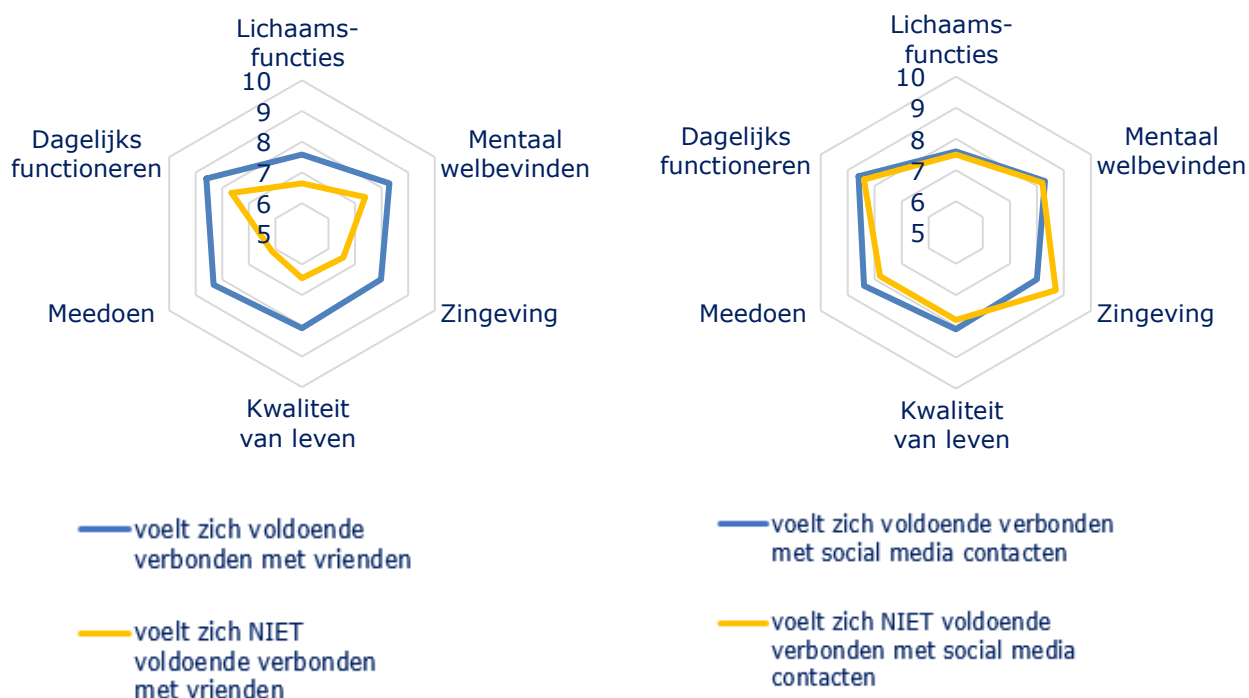 Lichaams-
functies
10
9
8
7
6
5
Mentaal
welbevinden
Zingeving
Kwaliteit
van leven
Meedoen
Dagelijks
functioneren
voelt zich voldoende
verbonden met vrienden
voelt zich NIET
voldoende verbonden
met vrienden
Lichaams-
functies
10
9
8
7
6
5
Mentaal
welbevinden
Zingeving
Kwaliteit
van leven
Meedoen
Dagelijks
functioneren
voelt zich voldoende verbonden
met social media contacten
voelt zich NIET voldoende
verbonden met social media
contacten